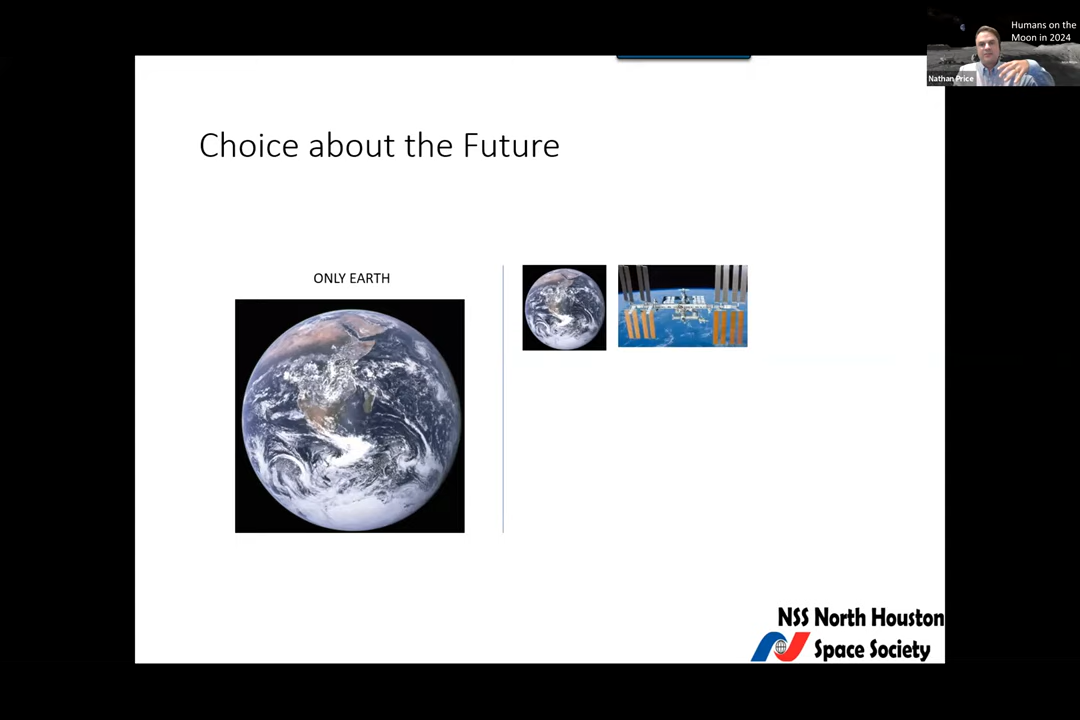 Humans on the
Moon in 2024
Nathan Price
Choice about the Future
ONLY EARTH
NSS North Houston
Space Society